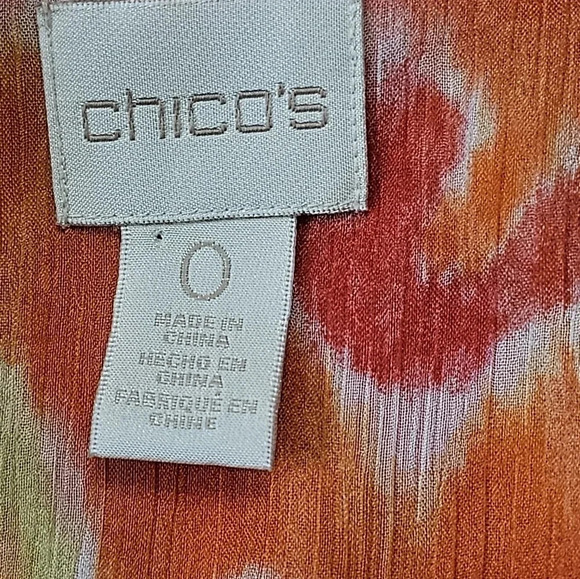 chico's
0
MADE IN
CHINA
HECHO EN
CHINA
FABRIQUÉ EN
CHINE